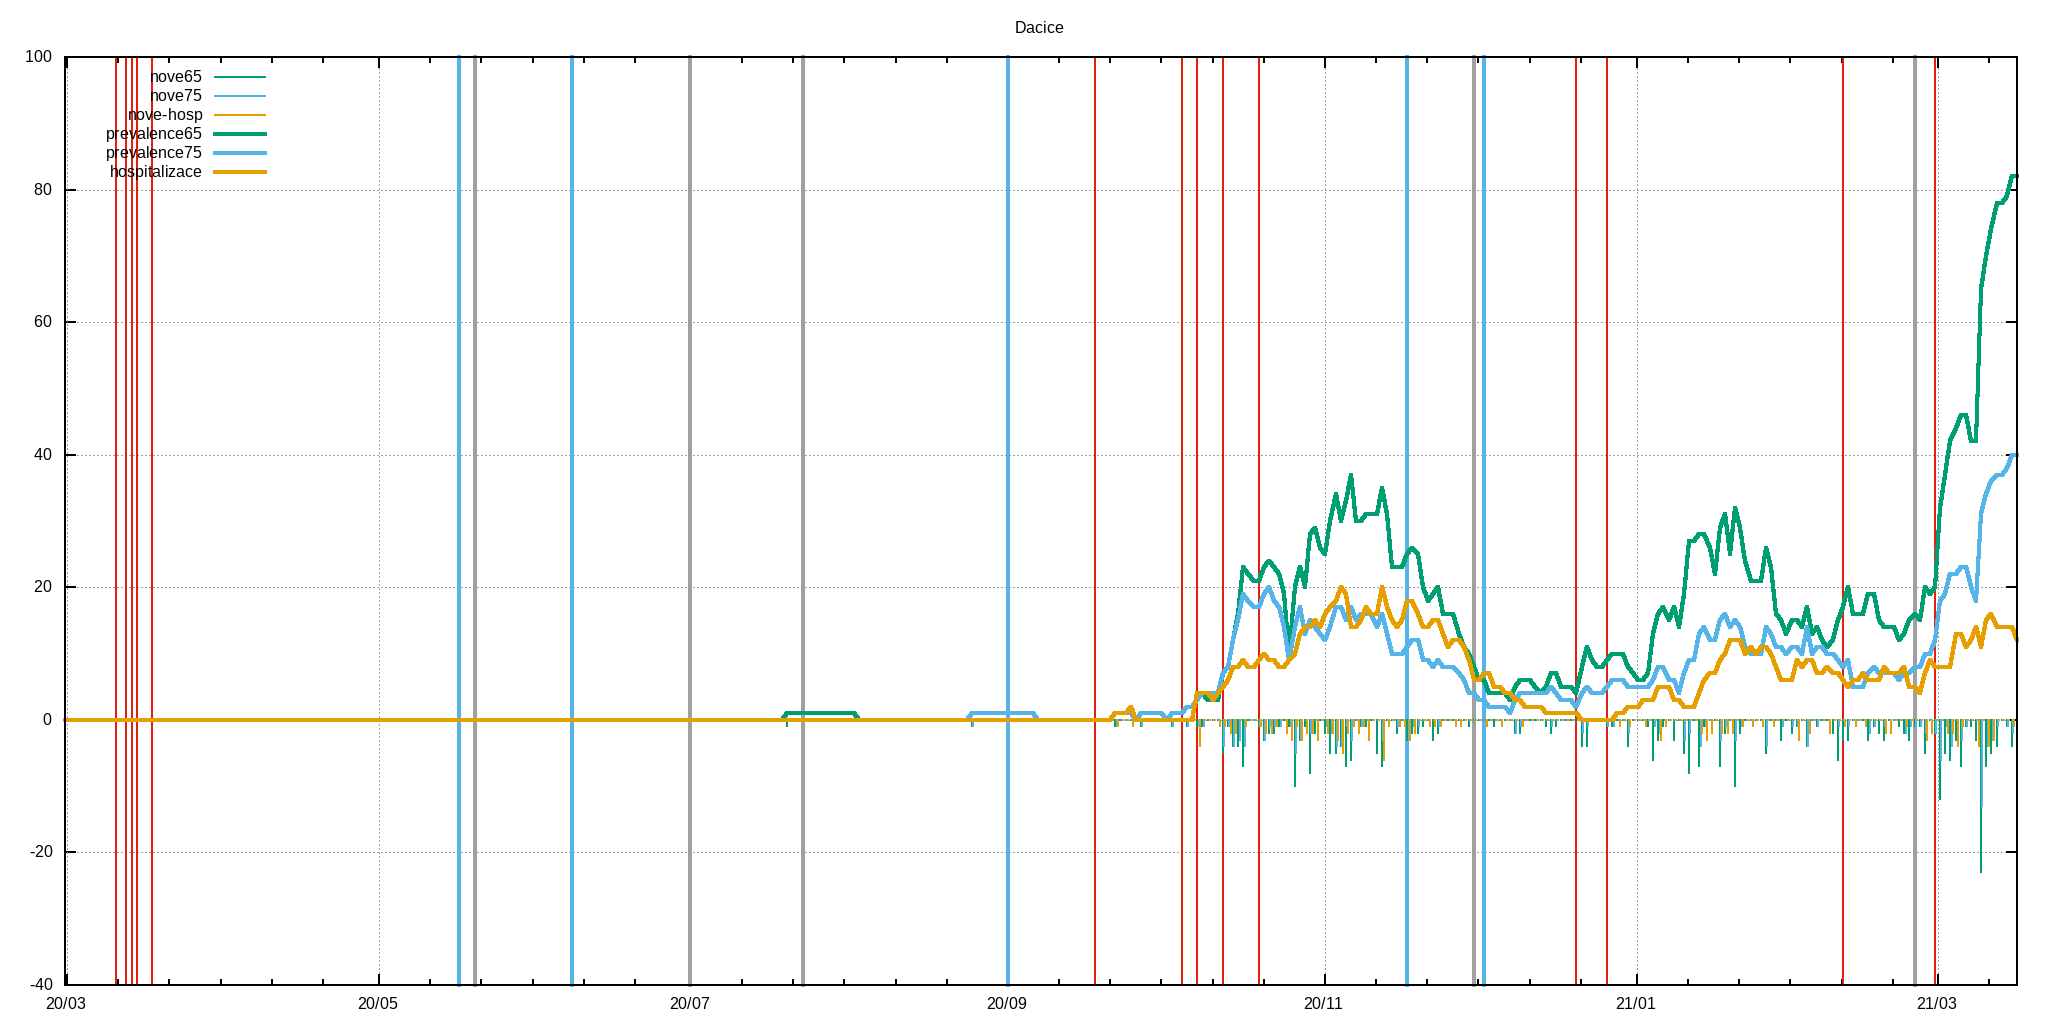 Dacice
100
80
60
40
20
0
-20
-40
nove65
nove75
nove-hosp
prevalence65
prevalence75
hospitalizace
20/03 20/05 20/07 20/09 20/11 21/01 21/03